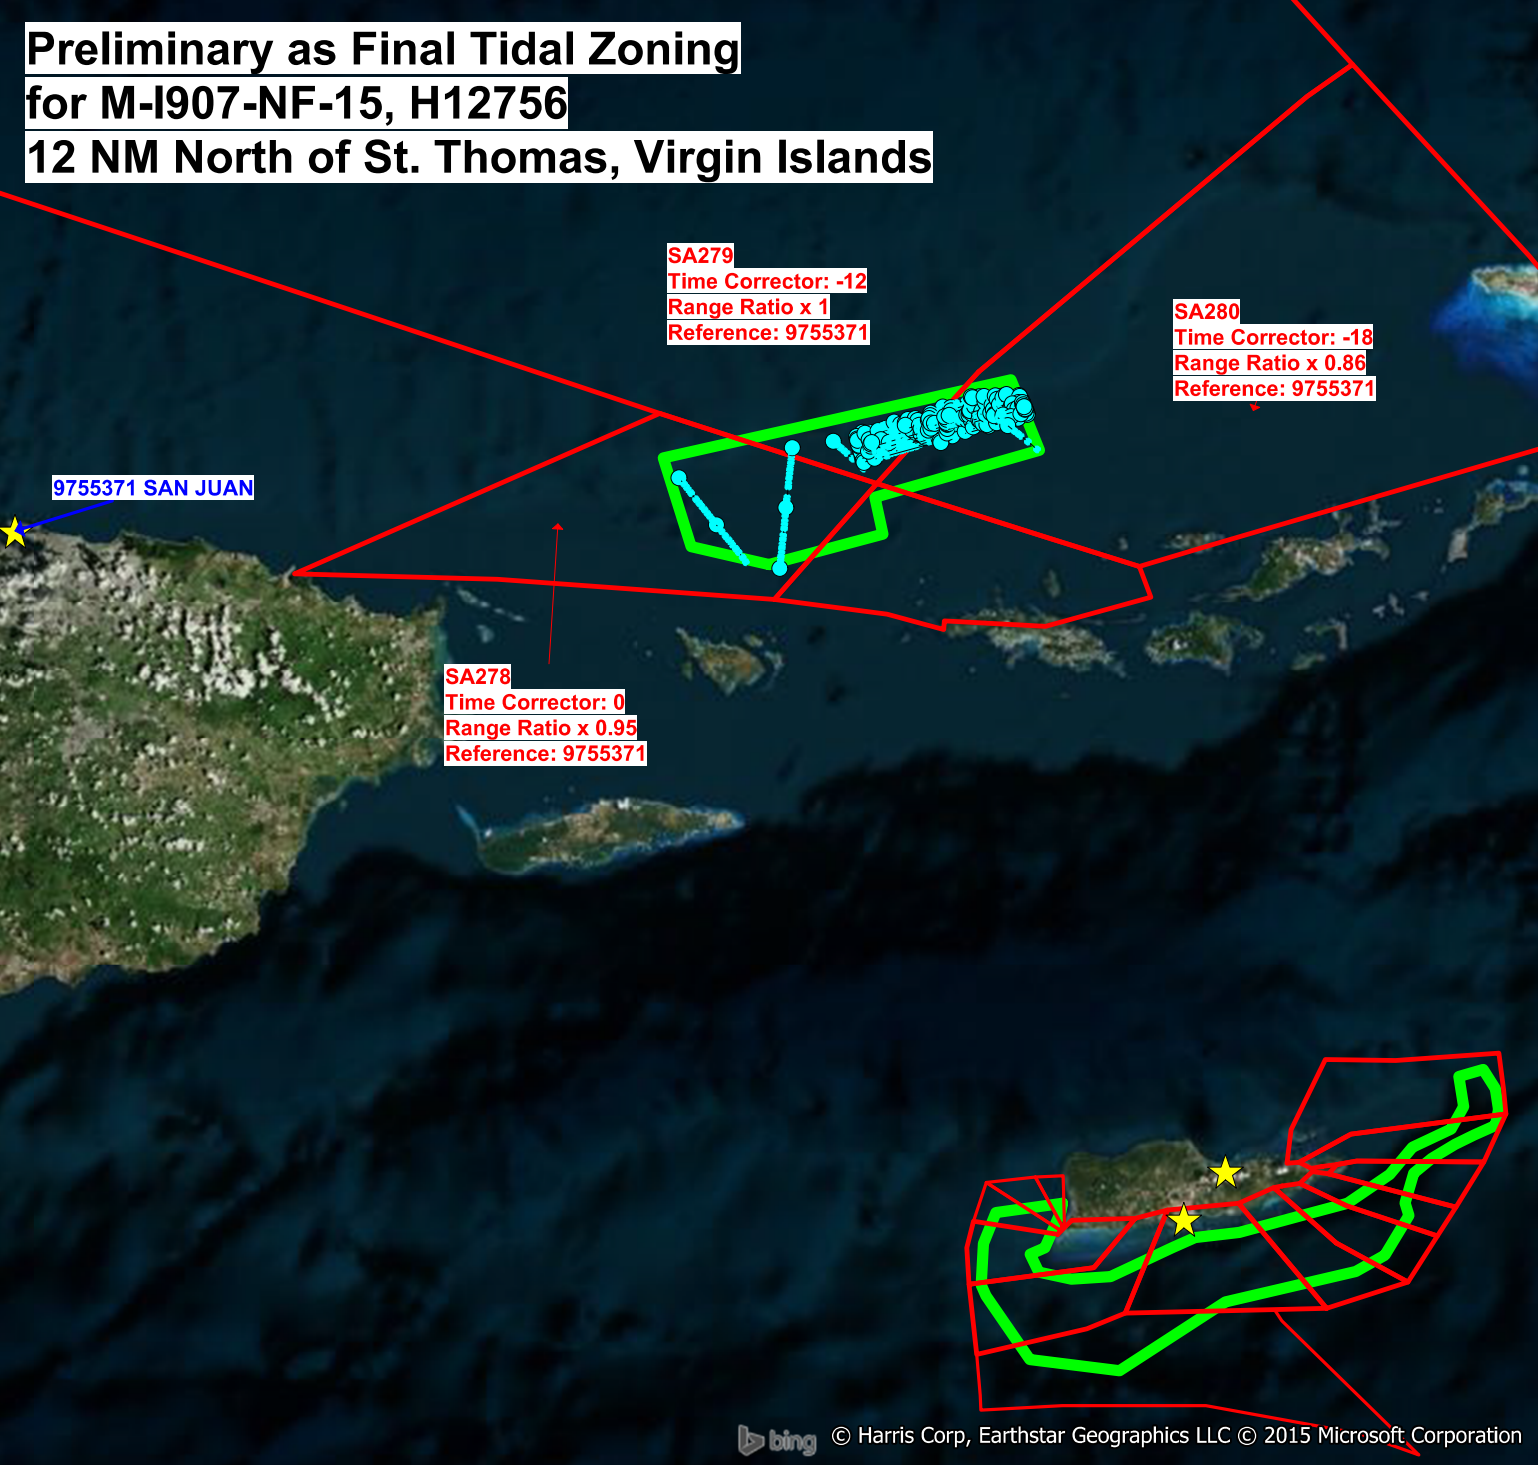 Preliminary as Final Tidal Zoning
for M-I907-NF-15, H12756
12 NM North of St. Thomas, Virgin Islands
SA279
Time Corrector: -12
Range Ratio x 1
Reference: 9755371
SA280
Time Corrector: -18
Range Ratio x 0.86
Reference: 9755371
9755371 SAN JUAN
SA278
Time Corrector: 0
Range Ratio x 0.95
Reference: 9755371
bing
© Harris Corp, Earthstar Geographics LLC © 2015 Microsoft Corporation